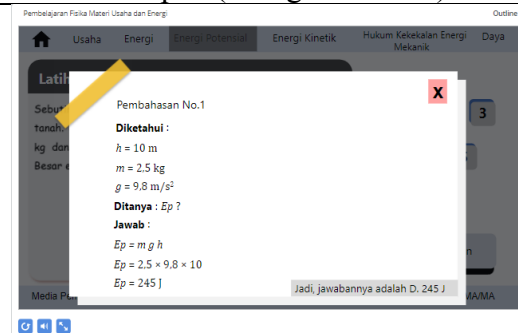 Pembelajaran Fisika Materi Usaha dan Energi
Outline
Usaha Energi Energi Potensial Energi Kinetik Hukum Kekekalan Energi Mekanik Daya
Latih
Sebut
tanah.
kg dan
Besar e
3
X
Pembahasan No.1
Diketahui :
h = 10 m
m = 2,5 kg
g = 9,8 m/s²
Ditanya : Ep ?
Jawab :
Ep = m g h
Ep = 2,5 × 9,8 × 10
Ep = 245 J
Jadi, jawabannya adalah D. 245 J
n
Media Pe
MA/MA